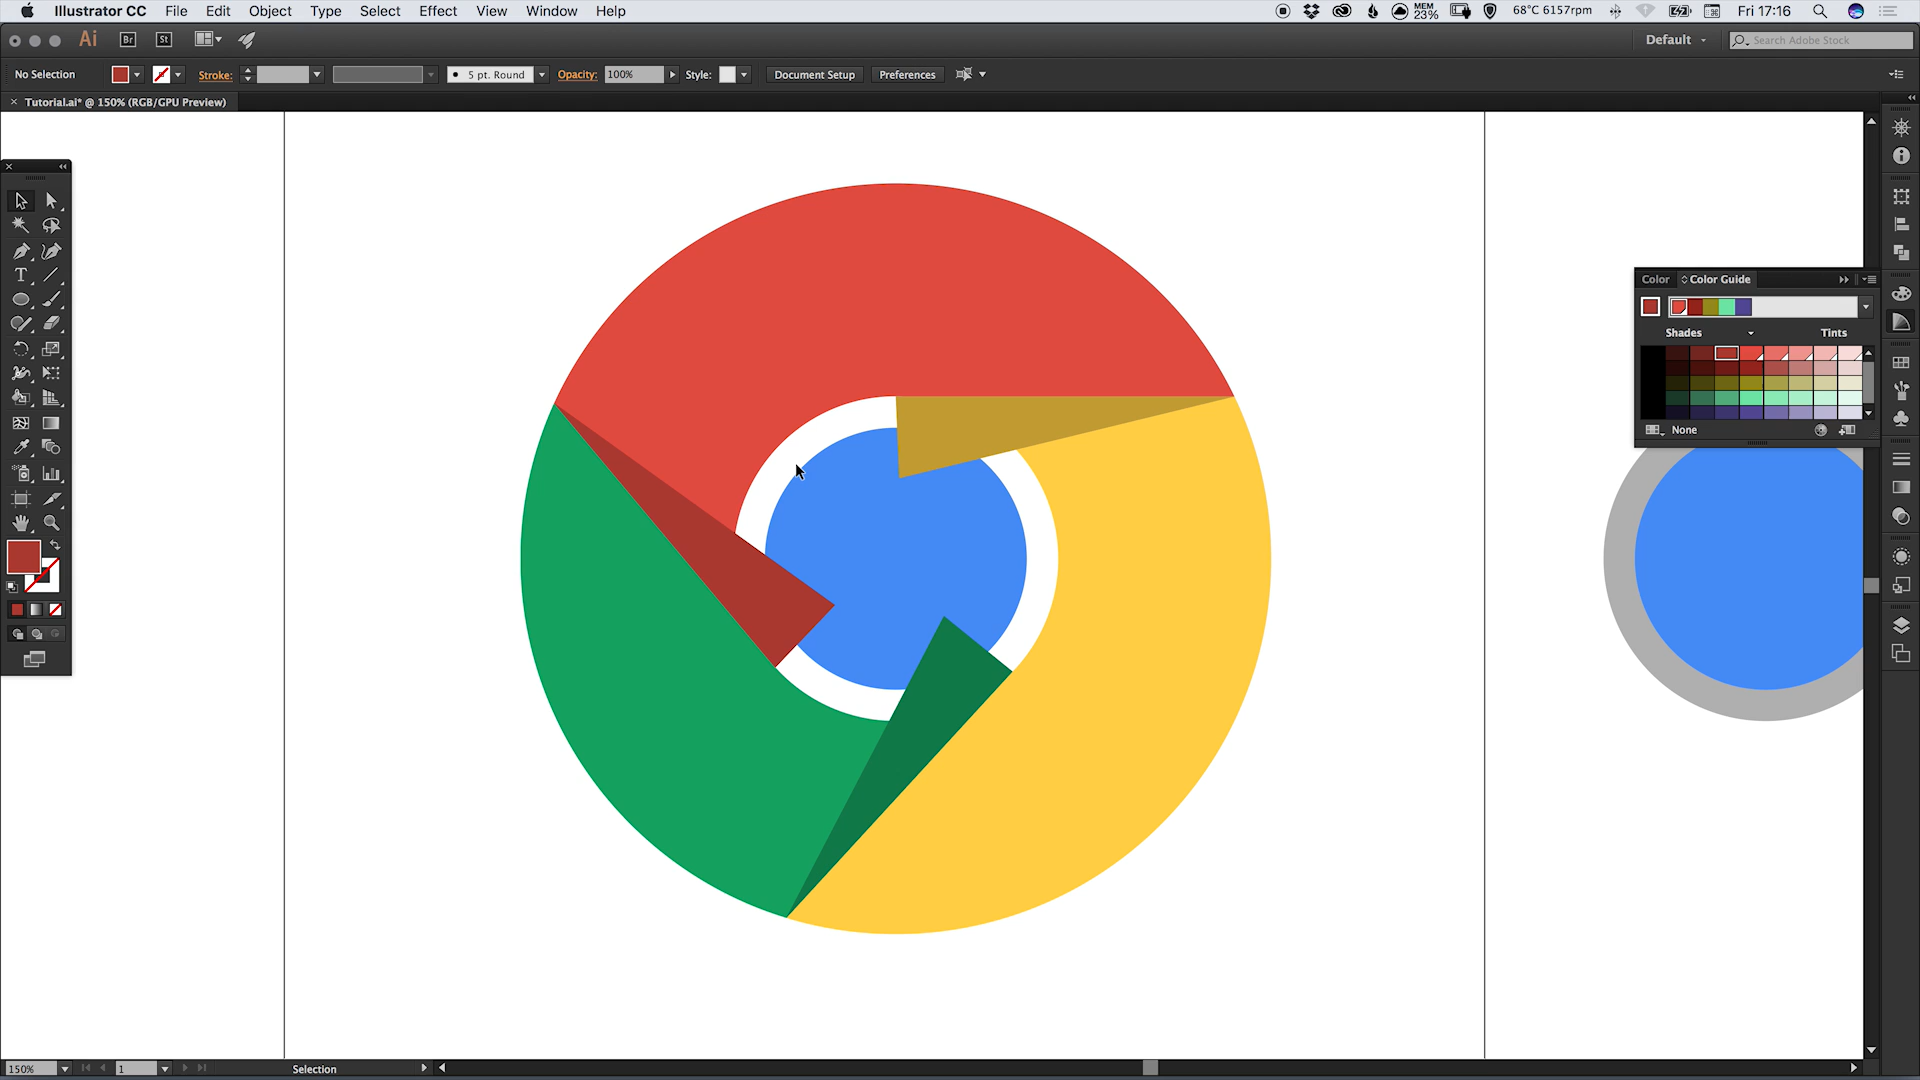 Illustrator CC File Edit Object Type Select Effect View Window Help MEM 23% 68°C 6157rpm Fri 17:16
Ai Br St Default Search Adobe Stock
No Selection Stroke: 5 pt. Round Opacity: 100% Style: Document Setup Preferences
× Tutorial.ai* @ 150% (RGB/GPU Preview)
Color Color Guide
Shades Tints
None
T
150% 1 Selection